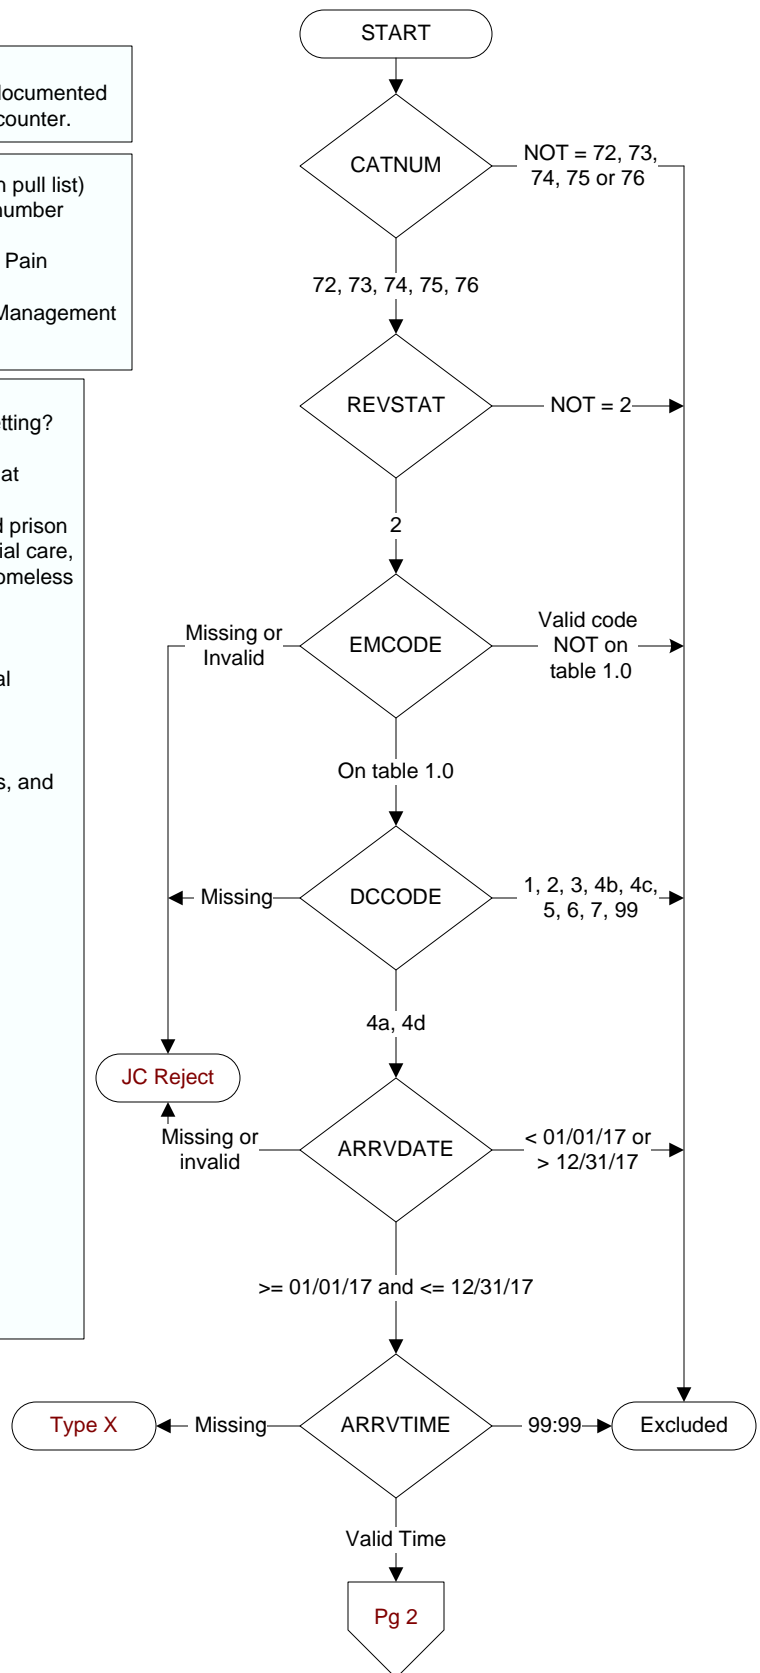 START
documented
counter.
CATNUM
NOT = 72, 73,
74, 75 or 76
pull list)
number
Pain
Management
72, 73, 74, 75, 76
REVSTAT
NOT = 2
at
prison
care,
2
EMCODE
Missing or
Invalid
Valid code
NOT on
table 1.0
and
On table 1.0
DCCODE
Missing
1, 2, 3, 4b, 4c,
5, 6, 7, 99
4a, 4d
JC Reject
ARRVDATE
Missing or
invalid
< 01/01/17 or
> 12/31/17
>= 01/01/17 and <= 12/31/17
ARRVTIME
Type X
Missing
99:99
Excluded
Valid Time
Pg 2